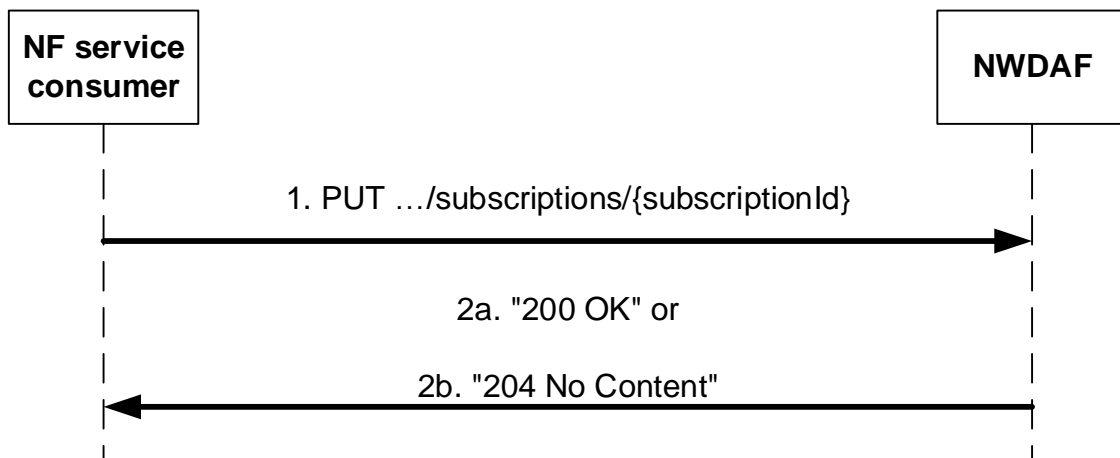 NF service
consumer
NWDAF
1. PUT …/subscriptions/{subscriptionId}
2a. "200 OK" or
2b. "204 No Content"